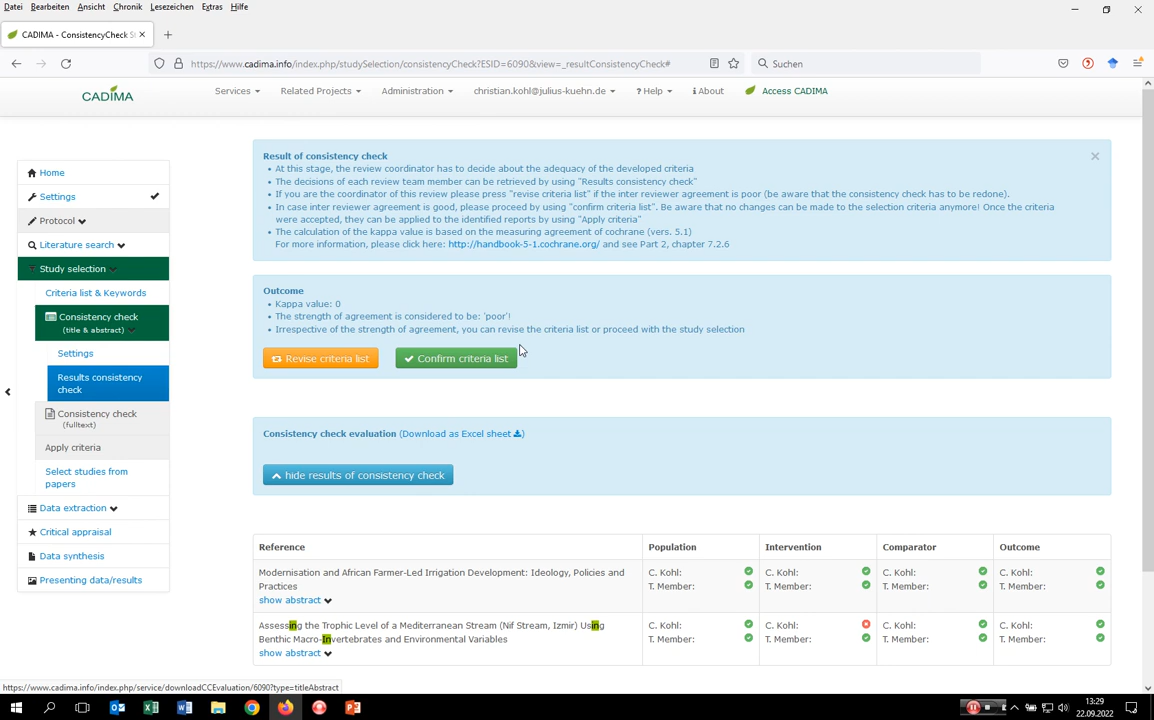 Datei Bearbeiten Ansicht Chronik Lesezeichen Extras Hilfe
CADIMA - ConsistencyCheck S
https://www.cadima.info/index.php/studySelection/consistencyCheck?ESID=6090&view=_resultConsistencyCheck#
Suchen
CADIMA
Services
Related Projects
Administration
christian.kohl@julius-kuehn.de
? Help
About
Access CADIMA
Home
Settings
Protocol
Literature search
Study selection
Criteria list & Keywords
Consistency check
(title & abstract)
Settings
Results consistency
check
Consistency check
(fulltext)
Apply criteria
Select studies from
papers
Data extraction
Critical appraisal
Data synthesis
Presenting data/results
Result of consistency check
• At this stage, the review coordinator has to decide about the adequacy of the developed criteria
• The decisions of each review team member can be retrieved by using "Results consistency check"
• If you are the coordinator of this review please press "revise criteria list" if the inter reviewer agreement is poor (be aware that the consistency check has to be redone).
• In case inter reviewer agreement is good, please proceed by using "confirm criteria list". Be aware that no changes can be made to the selection criteria anymore! Once the criteria
were accepted, they can be applied to the identified reports by using "Apply criteria"
• The calculation of the kappa value is based on the measuring agreement of cochrane (vers. 5.1)
For more information, please click here: http://handbook-5-1.cochrane.org/ and see Part 2, chapter 7.2.6
Outcome
• Kappa value: 0
• The strength of agreement is considered to be: 'poor'!
• Irrespective of the strength of agreement, you can revise the criteria list or proceed with the study selection
Revise criteria list
Confirm criteria list
Consistency check evaluation (Download as Excel sheet )
hide results of consistency check
Reference Population Intervention Comparator Outcome
Modernisation and African Farmer-Led Irrigation Development: Ideology, Policies and
Practices
show abstract
C. Kohl: C. Kohl: C. Kohl: C. Kohl:
T. Member: T. Member: T. Member: T. Member:
Assessing the Trophic Level of a Mediterranean Stream (Nif Stream, Izmir) Using
Benthic Macro-Invertebrates and Environmental Variables
show abstract
C. Kohl: C. Kohl: C. Kohl: C. Kohl:
T. Member: T. Member: T. Member: T. Member:
https://www.cadima.info/index.php/service/downloadCCEvaluation/6090?type=titleAbstract
13:29
22.09.2022